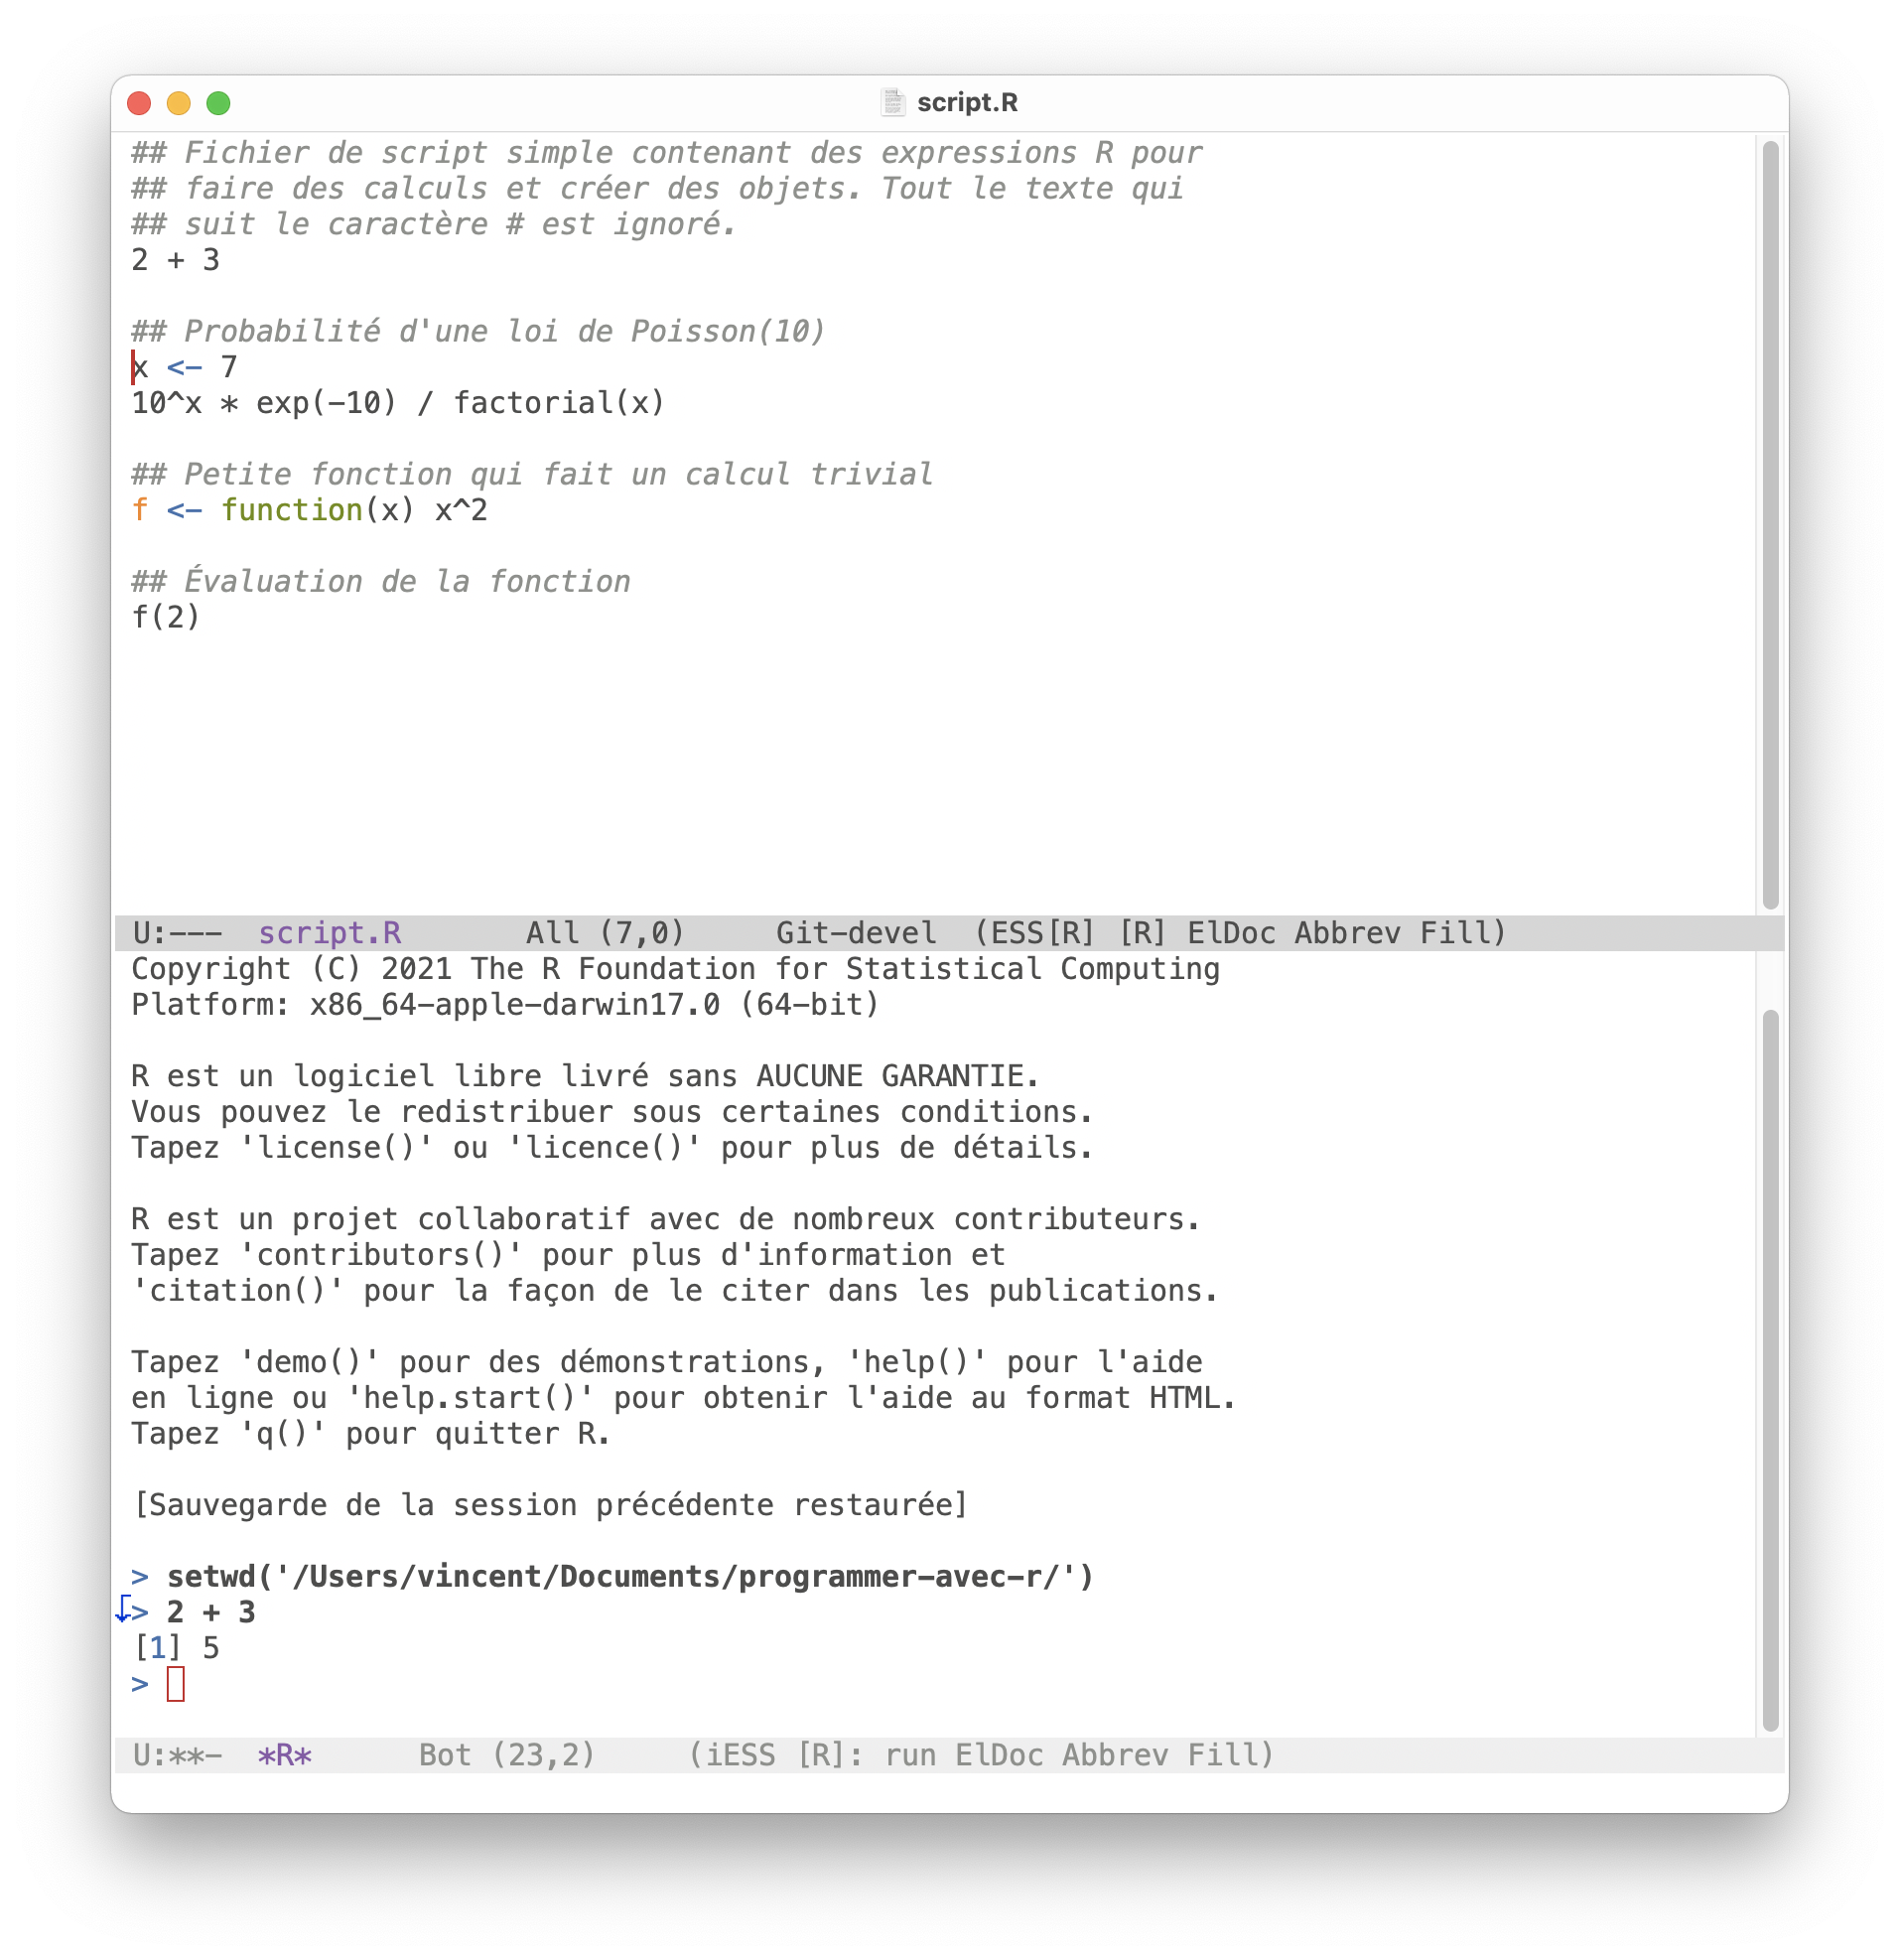 script.R
## Fichier de script simple contenant des expressions R pour
## faire des calculs et créer des objets. Tout le texte qui
## suit le caractère # est ignoré.
2 + 3
## Probabilité d'une loi de Poisson(10)
x <- 7
10^x * exp(-10) / factorial(x)
## Petite fonction qui fait un calcul trivial
f <- function(x) x^2
## Évaluation de la fonction
f(2)
U:--- script.R All (7,0) Git-devel (ESS[R] [R] ElDoc Abbrev Fill)
Copyright (C) 2021 The R Foundation for Statistical Computing
Platform: x86_64-apple-darwin17.0 (64-bit)
R est un logiciel libre livré sans AUCUNE GARANTIE.
Vous pouvez le redistribuer sous certaines conditions.
Tapez 'license()' ou 'licence()' pour plus de détails.
R est un projet collaboratif avec de nombreux contributeurs.
Tapez 'contributors()' pour plus d'information et
'citation()' pour la façon de le citer dans les publications.
Tapez 'demo()' pour des démonstrations, 'help()' pour l'aide
en ligne ou 'help.start()' pour obtenir l'aide au format HTML.
Tapez 'q()' pour quitter R.
[Sauvegarde de la session précédente restaurée]
> setwd('/Users/vincent/Documents/programmer-avec-r/')
> 2 + 3
[1] 5
>
U:**- *R* Bot (23,2) (iESS [R]: run ElDoc Abbrev Fill)